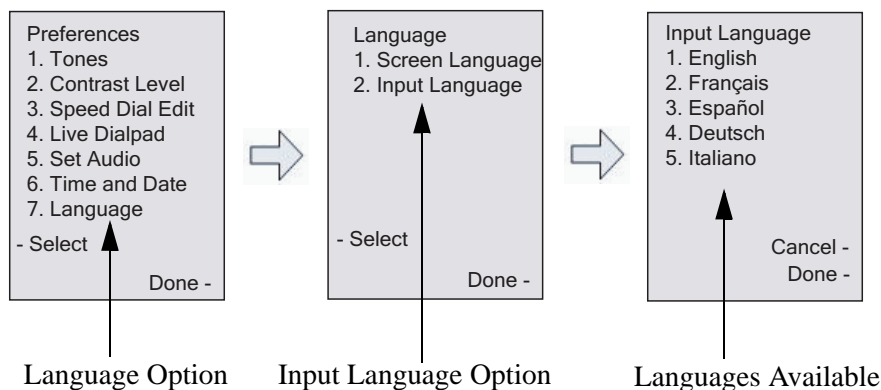 Preferences
1. Tones
2. Contrast Level
3. Speed Dial Edit
4. Live Dialpad
5. Set Audio
6. Time and Date
7. Language
- Select
Done -
Language
1. Screen Language
2. Input Language
- Select
Done -
Input Language
1. English
2. Français
3. Español
4. Deutsch
5. Italiano
Cancel -
Done -
Language Option
Input Language Option
Languages Available